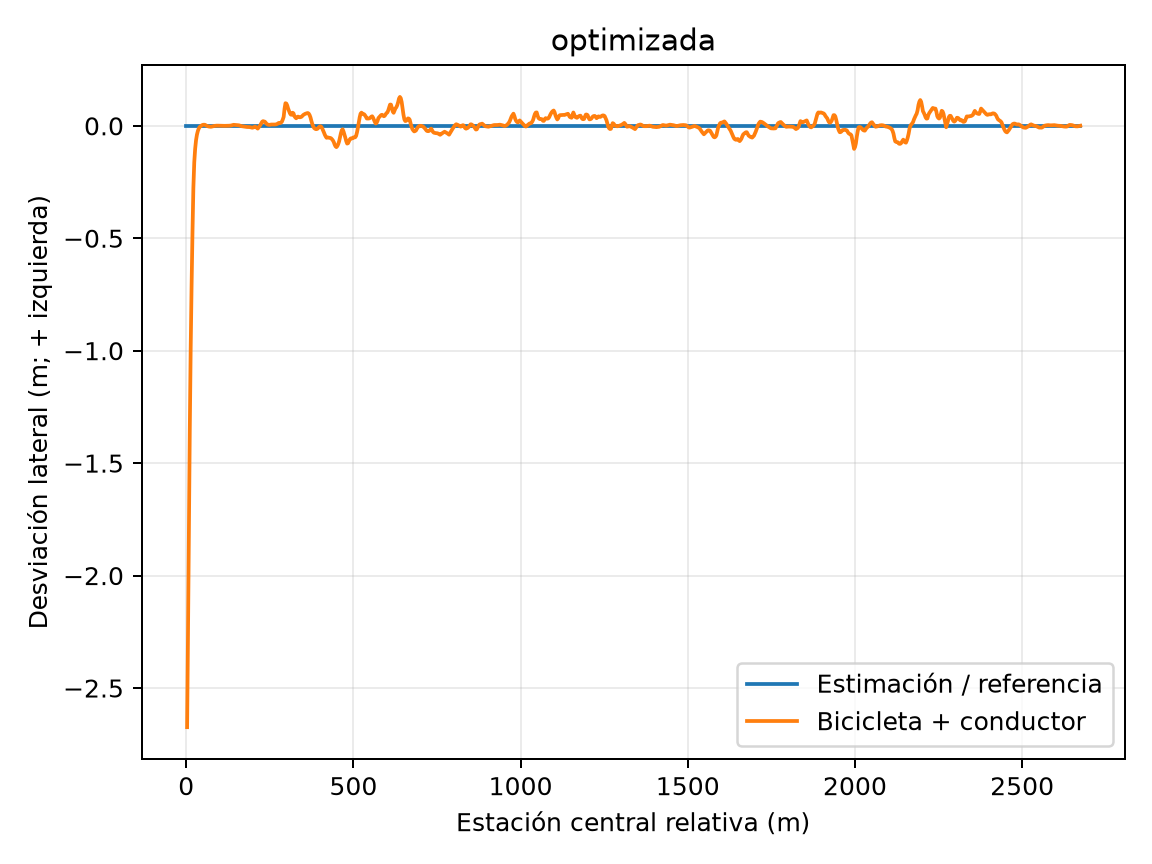 optimizada
Desviación lateral (m; + izquierda)
0.0
−0.5
−1.0
−1.5
−2.0
−2.5
Estimación / referencia
Bicicleta + conductor
0 500 1000 1500 2000 2500
Estación central relativa (m)